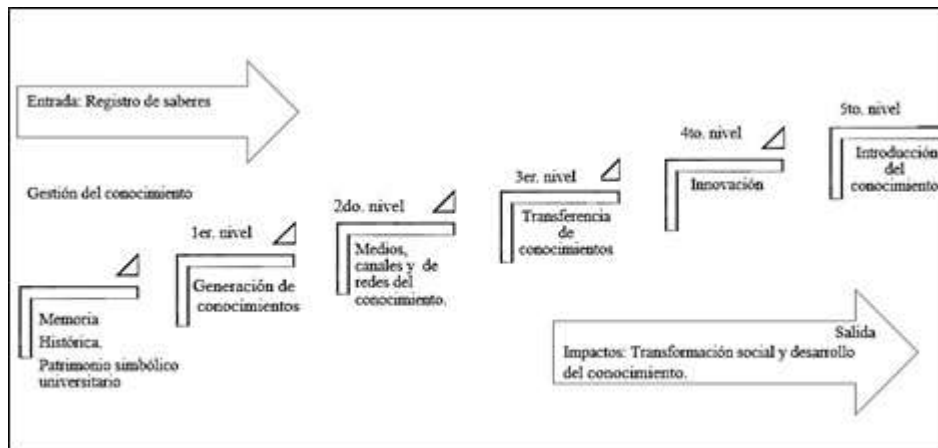 Entrada: Registro de saberes
Gestión del conocimiento
Memoria
Histórica.
Patrimonio simbólico
universitario
1er. nivel
Generación de
conocimientos
2do. nivel
Medios,
canales y de
redes del
conocimiento.
3er. nivel
Transferencia
de
conocimientos
4to. nivel
Innovación
5to. nivel
Introducción
del
conocimiento
Salida
Impactos: Transformación social y desarrollo
del conocimiento.